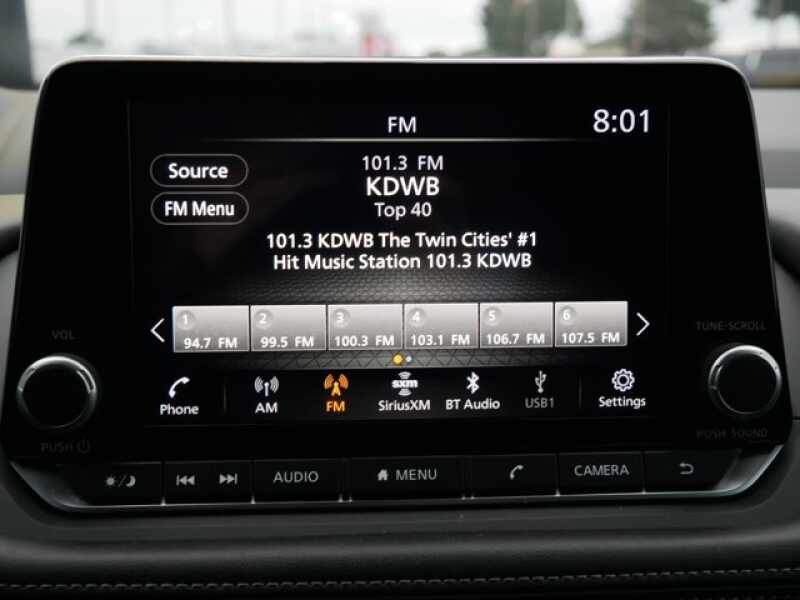 FM
8:01
Source
FM Menu
101.3 FM
KDWB
Top 40
101.3 KDWB The Twin Cities' #1
Hit Music Station 101.3 KDWB
1
94.7 FM
2
99.5 FM
3
100.3 FM
4
103.1 FM
5
106.7 FM
6
107.5 FM
VOL
TUNE·SCROLL
Phone
AM
FM
sxm
SiriusXM
BT Audio
USB1
Settings
PUSH
PUSH SOUND
AUDIO
MENU
CAMERA